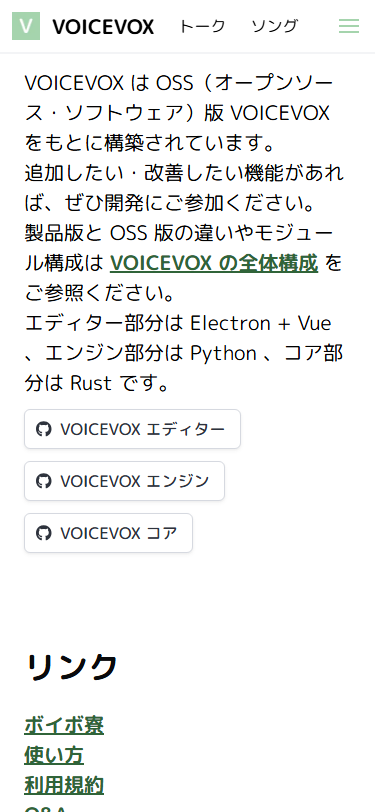 V VOICEVOX トーク ソング
VOICEVOX は OSS（オープンソー
ス・ソフトウェア）版 VOICEVOX
をもとに構築されています。
追加したい・改善したい機能があれ
ば、ぜひ開発にご参加ください。
製品版と OSS 版の違いやモジュー
ル構成は VOICEVOX の全体構成 を
ご参照ください。
エディター部分は Electron + Vue
、エンジン部分は Python 、コア部
分は Rust です。
VOICEVOX エディター
VOICEVOX エンジン
VOICEVOX コア
リンク
ボイボ寮
使い方
利用規約
Q&A